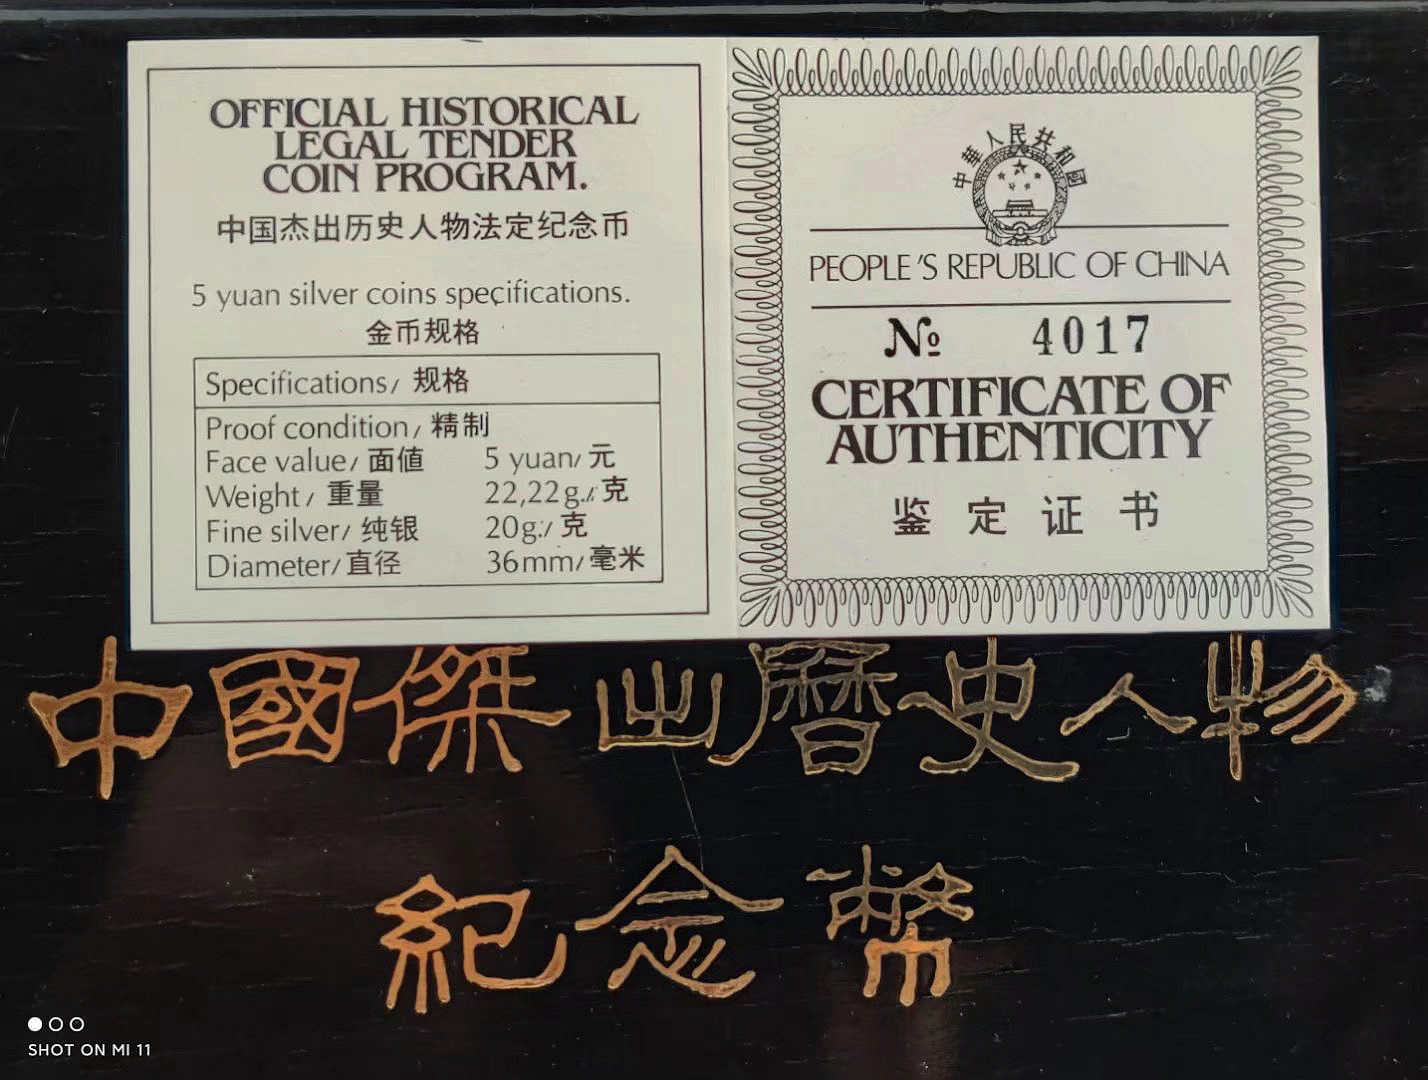 OFFICIAL HISTORICAL
LEGAL TENDER
COIN PROGRAM.
中国杰出历史人物法定纪念币
5 yuan silver coins specifications.
金币规格
Specifications/ 规格
Proof condition/ 精制
Face value/ 面値 5 yuan/ 元
Weight/ 重量 22,22g./ 克
Fine silver/ 纯银 20g./ 克
Diameter/ 直径 36mm/ 毫米
中華人民共和國
PEOPLE'S REPUBLIC OF CHINA
№ 4017
CERTIFICATE OF
AUTHENTICITY
鉴定证书
中國傑出曆史人物
紀念幣
SHOT ON MI 11